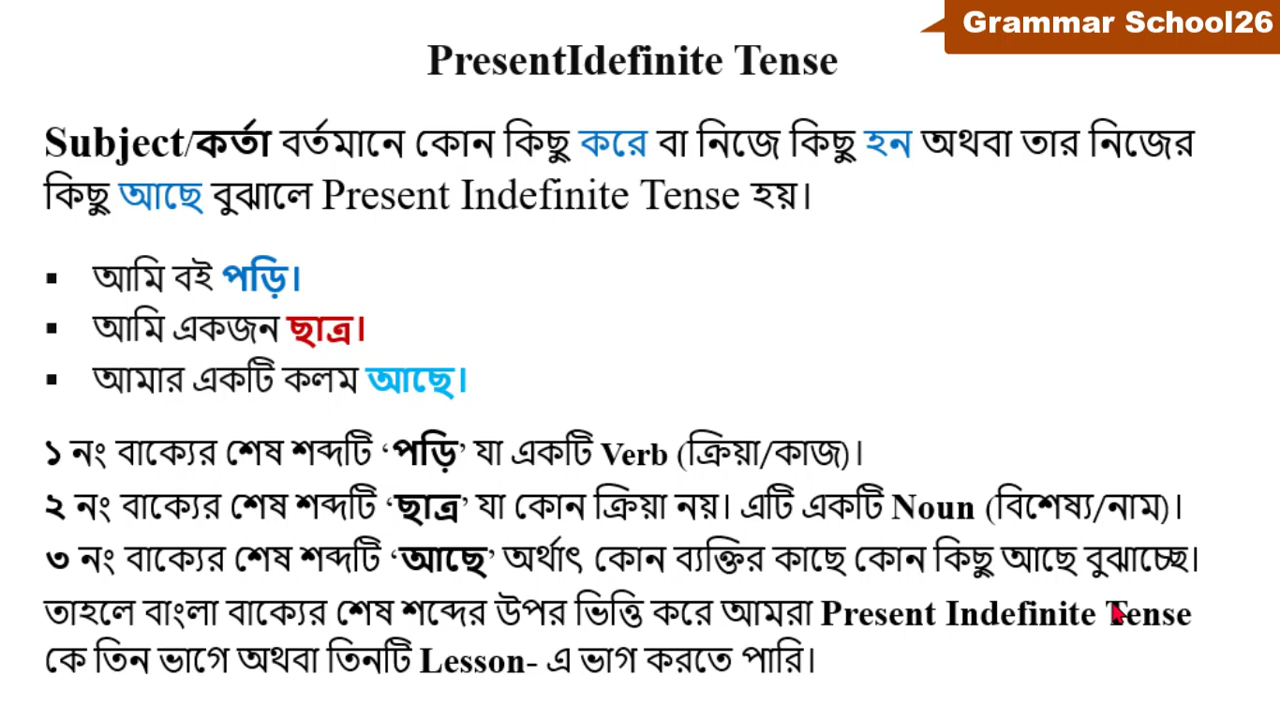 Grammar School26
PresentIdefinite Tense
Subject/কর্তা বর্তমানে কোন কিছু করে বা নিজে কিছু হন অথবা তার নিজের
কিছু আছে বুঝালে Present Indefinite Tense হয়।
▪ আমি বই পড়ি।
▪ আমি একজন ছাত্র।
▪ আমার একটি কলম আছে।
১ নং বাক্যের শেষ শব্দটি ‘পড়ি’ যা একটি Verb (ক্রিয়া/কাজ)।
২ নং বাক্যের শেষ শব্দটি ‘ছাত্র’ যা কোন ক্রিয়া নয়। এটি একটি Noun (বিশেষ্য/নাম)।
৩ নং বাক্যের শেষ শব্দটি ‘আছে’ অর্থাৎ কোন ব্যক্তির কাছে কোন কিছু আছে বুঝাচ্ছে।
তাহলে বাংলা বাক্যের শেষ শব্দের উপর ভিত্তি করে আমরা Present Indefinite Tense
কে তিন ভাগে অথবা তিনটি Lesson- এ ভাগ করতে পারি।